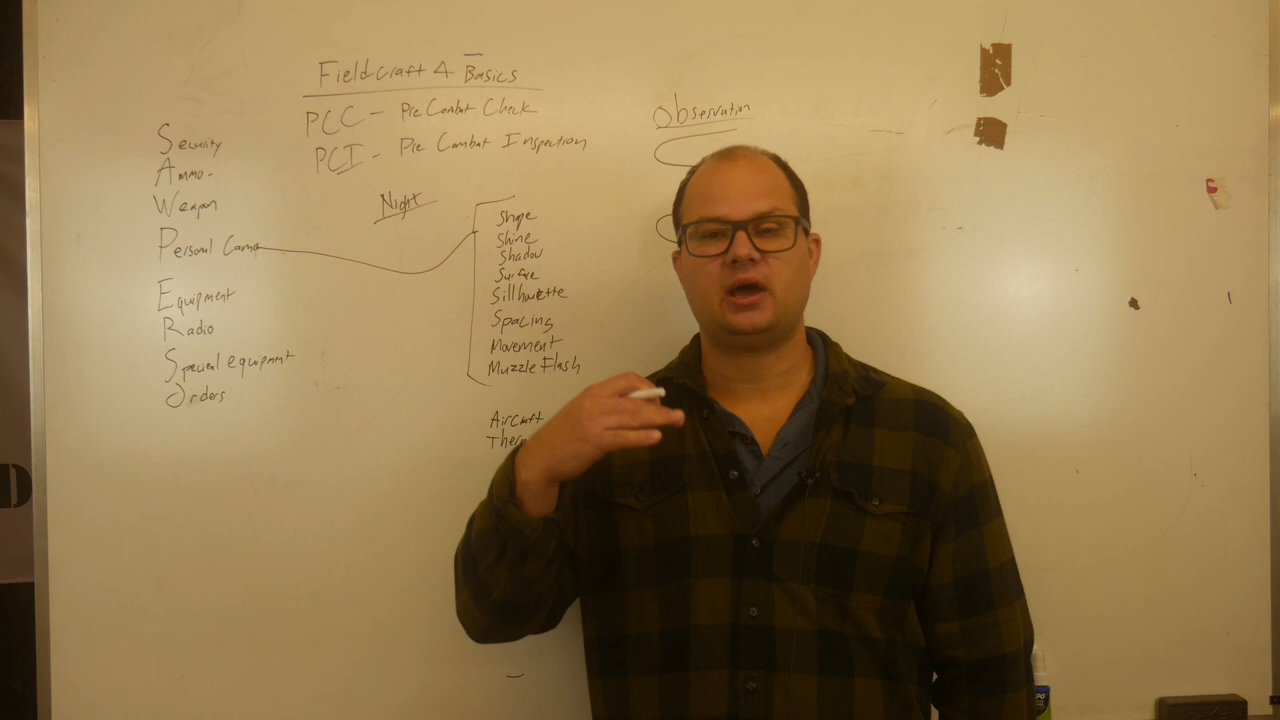 Fieldcraft 4 Basics
PCC - Pre Combat Check
PCI - Pre Combat Inspection
Security
Ammo -
Weapon
Personal Camo
Equipment
Radio
Special equipment
Orders
Night
Shape
Shine
Shadow
Surface
Sillhouette
Spacing
Movement
Muzzle Flash
Aircraft
Observation
D